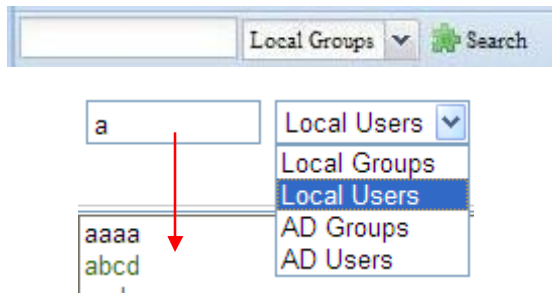 Local Groups Search
a Local Users
Local Groups
Local Users
AD Groups
AD Users
aaaa
abcd